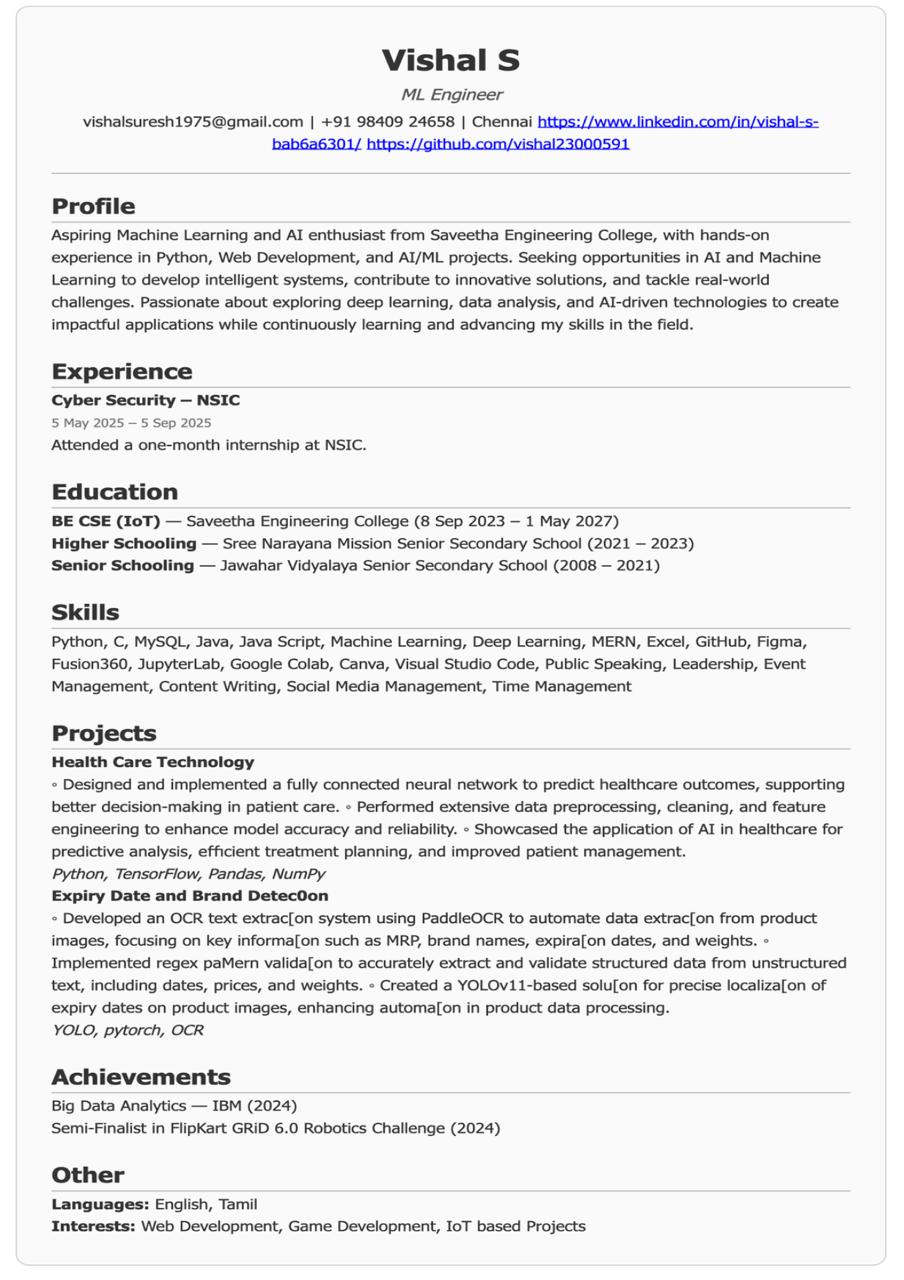 Vishal S
ML Engineer
vishalsuresh1975@gmail.com | +91 98409 24658 | Chennai https://www.linkedin.com/in/vishal-s-
bab6a6301/ https://github.com/vishal23000591
Profile
Aspiring Machine Learning and AI enthusiast from Saveetha Engineering College, with hands-on
experience in Python, Web Development, and AI/ML projects. Seeking opportunities in AI and Machine
Learning to develop intelligent systems, contribute to innovative solutions, and tackle real-world
challenges. Passionate about exploring deep learning, data analysis, and AI-driven technologies to create
impactful applications while continuously learning and advancing my skills in the field.
Experience
Cyber Security – NSIC
5 May 2025 – 5 Sep 2025
Attended a one-month internship at NSIC.
Education
BE CSE (IoT) — Saveetha Engineering College (8 Sep 2023 – 1 May 2027)
Higher Schooling — Sree Narayana Mission Senior Secondary School (2021 – 2023)
Senior Schooling — Jawahar Vidyalaya Senior Secondary School (2008 – 2021)
Skills
Python, C, MySQL, Java, Java Script, Machine Learning, Deep Learning, MERN, Excel, GitHub, Figma,
Fusion360, JupyterLab, Google Colab, Canva, Visual Studio Code, Public Speaking, Leadership, Event
Management, Content Writing, Social Media Management, Time Management
Projects
Health Care Technology
◦ Designed and implemented a fully connected neural network to predict healthcare outcomes, supporting
better decision-making in patient care. ◦ Performed extensive data preprocessing, cleaning, and feature
engineering to enhance model accuracy and reliability. ◦ Showcased the application of AI in healthcare for
predictive analysis, efficient treatment planning, and improved patient management.
Python, TensorFlow, Pandas, NumPy
Expiry Date and Brand Detec0on
◦ Developed an OCR text extrac[on system using PaddleOCR to automate data extrac[on from product
images, focusing on key informa[on such as MRP, brand names, expira[on dates, and weights. ◦
Implemented regex paMern valida[on to accurately extract and validate structured data from unstructured
text, including dates, prices, and weights. ◦ Created a YOLOv11-based solu[on for precise localiza[on of
expiry dates on product images, enhancing automa[on in product data processing.
YOLO, pytorch, OCR
Achievements
Big Data Analytics — IBM (2024)
Semi-Finalist in FlipKart GRiD 6.0 Robotics Challenge (2024)
Other
Languages: English, Tamil
Interests: Web Development, Game Development, IoT based Projects